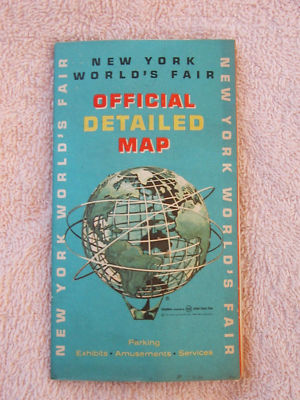 NEW YORK
WORLD'S FAIR
OFFICIAL
DETAILED
MAP
NEW YORK WORLD'S FAIR
NEW YORK WORLD'S FAIR
Parking
Exhibits • Amusements • Services